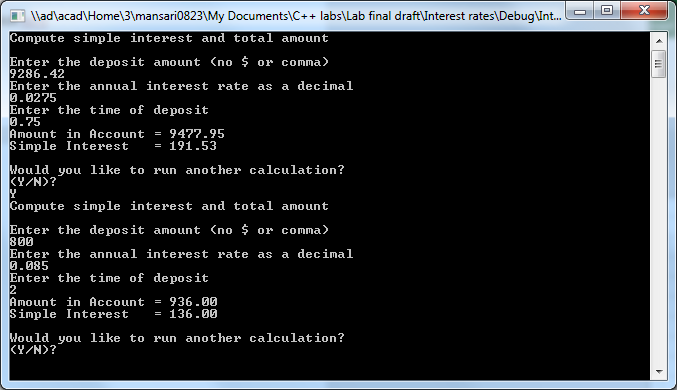 \\ad\acad\Home\3\mansari0823\My Documents\C++ labs\Lab final draft\Interest rates\Debug\Int...
Compute simple interest and total amount
Enter the deposit amount (no $ or comma)
9286.42
Enter the annual interest rate as a decimal
0.0275
Enter the time of deposit
0.75
Amount in Account = 9477.95
Simple Interest   = 191.53
Would you like to run another calculation?
(Y/N)?
Y
Compute simple interest and total amount
Enter the deposit amount (no $ or comma)
800
Enter the annual interest rate as a decimal
0.085
Enter the time of deposit
2
Amount in Account = 936.00
Simple Interest   = 136.00
Would you like to run another calculation?
(Y/N)?